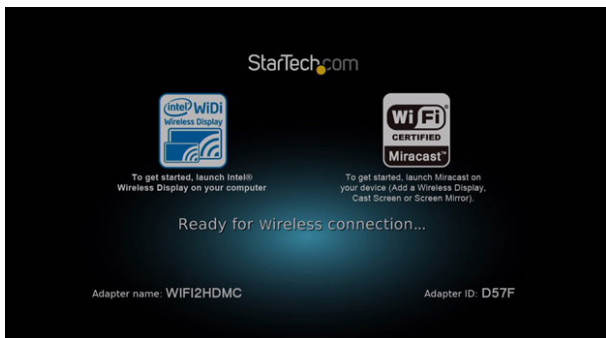 StarTech.com
intel WiDi
Wireless Display
Wi Fi
CERTIFIED
Miracast™
To get started, launch Intel®
Wireless Display on your computer
To get started, launch Miracast on
your device (Add a Wireless Display,
Cast Screen or Screen Mirror).
Ready for Wireless connection...
Adapter name: WIFI2HDMC
Adapter ID: D57F